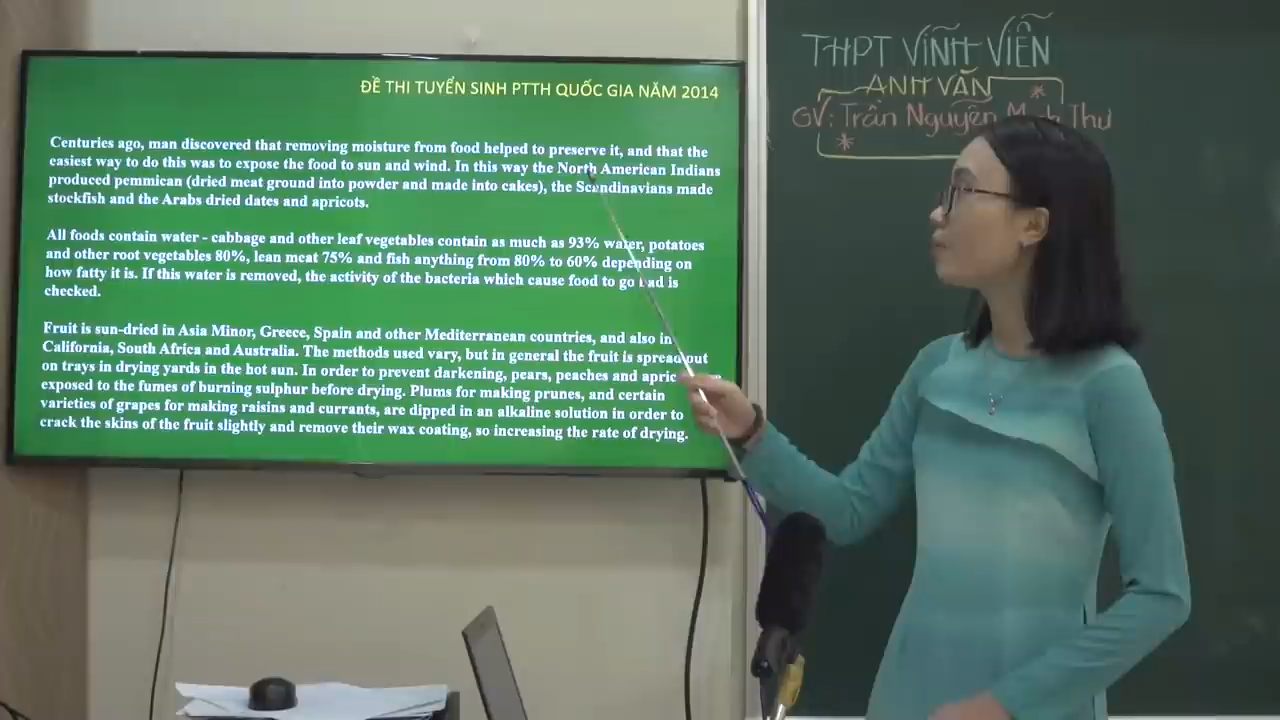 ĐỀ THI TUYỂN SINH PTTH QUỐC GIA NĂM 2014
Centuries ago, man discovered that removing moisture from food helped to preserve it, and that the
easiest way to do this was to expose the food to sun and wind. In this way the North American Indians
produced pemmican (dried meat ground into powder and made into cakes), the Scandinavians made
stockfish and the Arabs dried dates and apricots.
All foods contain water - cabbage and other leaf vegetables contain as much as 93% water, potatoes
and other root vegetables 80%, lean meat 75% and fish anything from 80% to 60% depending on
how fatty it is. If this water is removed, the activity of the bacteria which cause food to go bad is
checked.
Fruit is sun-dried in Asia Minor, Greece, Spain and other Mediterranean countries, and also in
California, South Africa and Australia. The methods used vary, but in general the fruit is spread out
on trays in drying yards in the hot sun. In order to prevent darkening, pears, peaches and
exposed to the fumes of burning sulphur before drying. Plums for making prunes, and certain
varieties of grapes for making raisins and currants, are dipped in an alkaline solution in order to
crack the skins of the fruit slightly and remove their wax coating, so increasing the rate of drying.
THPT VĨNH VIỄN
ANH VĂN
GV: Trần Nguyễn Thư